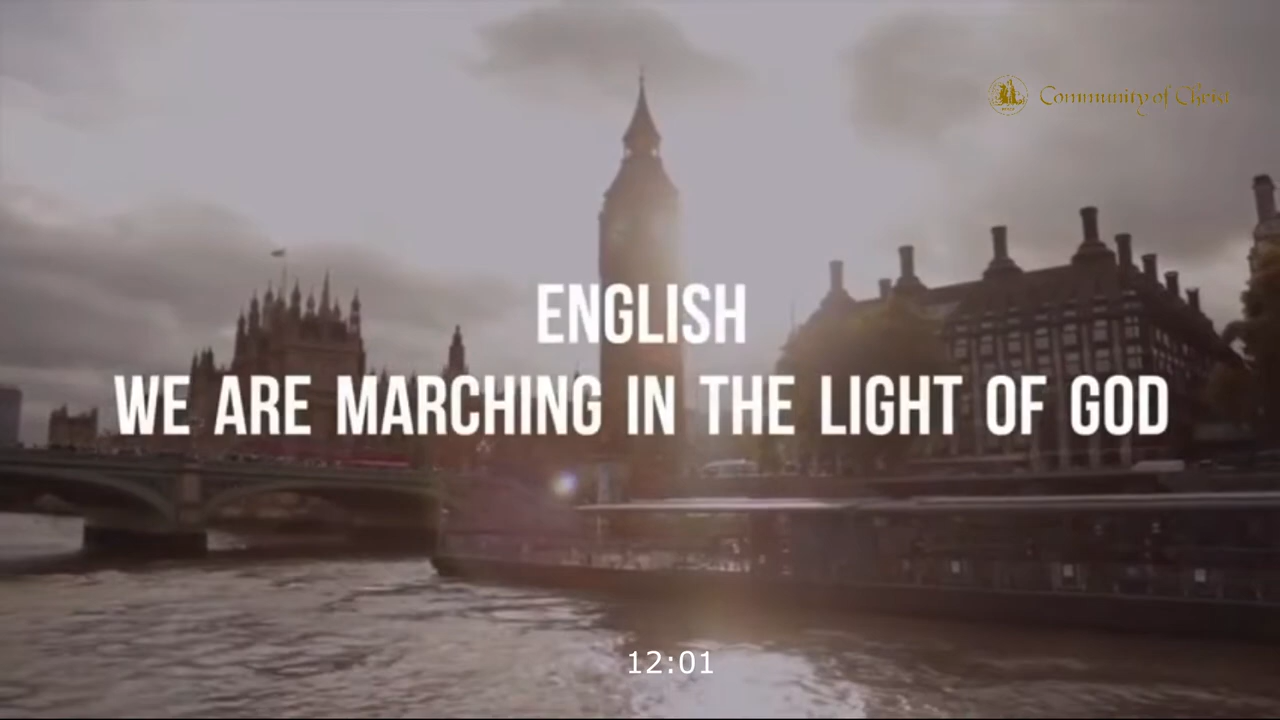 Community of Christ
ENGLISH
WE ARE MARCHING IN THE LIGHT OF GOD
12:01